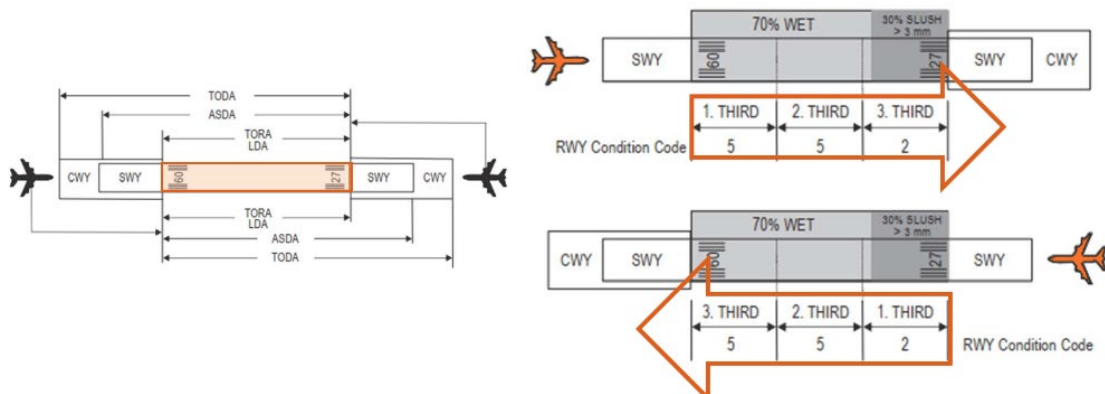 TODA
ASDA
TORA
LDA
CWY SWY 60 27 SWY CWY
TORA
LDA
ASDA
TODA
70% WET 30% SLUSH
> 3 mm
SWY 60 27 SWY CWY
1. THIRD 2. THIRD 3. THIRD
RWY Condition Code 5 5 2
70% WET 30% SLUSH
> 3 mm
CWY SWY 60 27 SWY
3. THIRD 2. THIRD 1. THIRD
5 5 2 RWY Condition Code